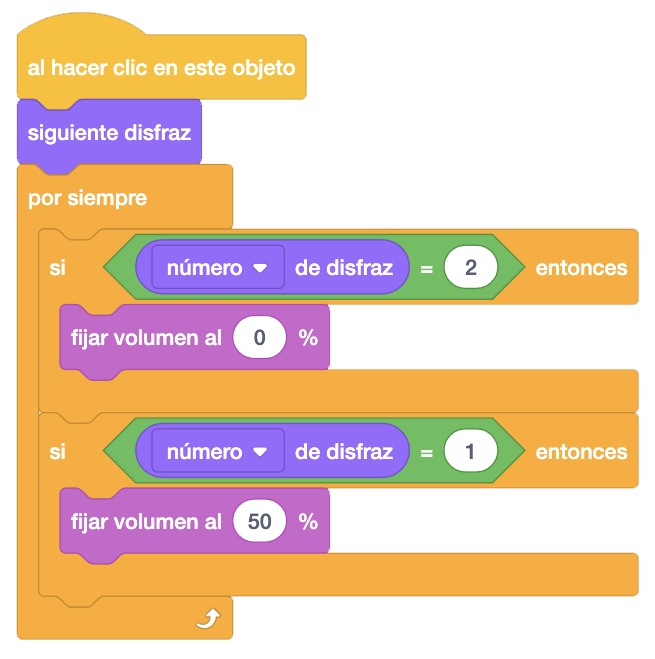 al hacer clic en este objeto
siguiente disfraz
por siempre
si número de disfraz = 2 entonces
fijar volumen al 0 %
si número de disfraz = 1 entonces
fijar volumen al 50 %